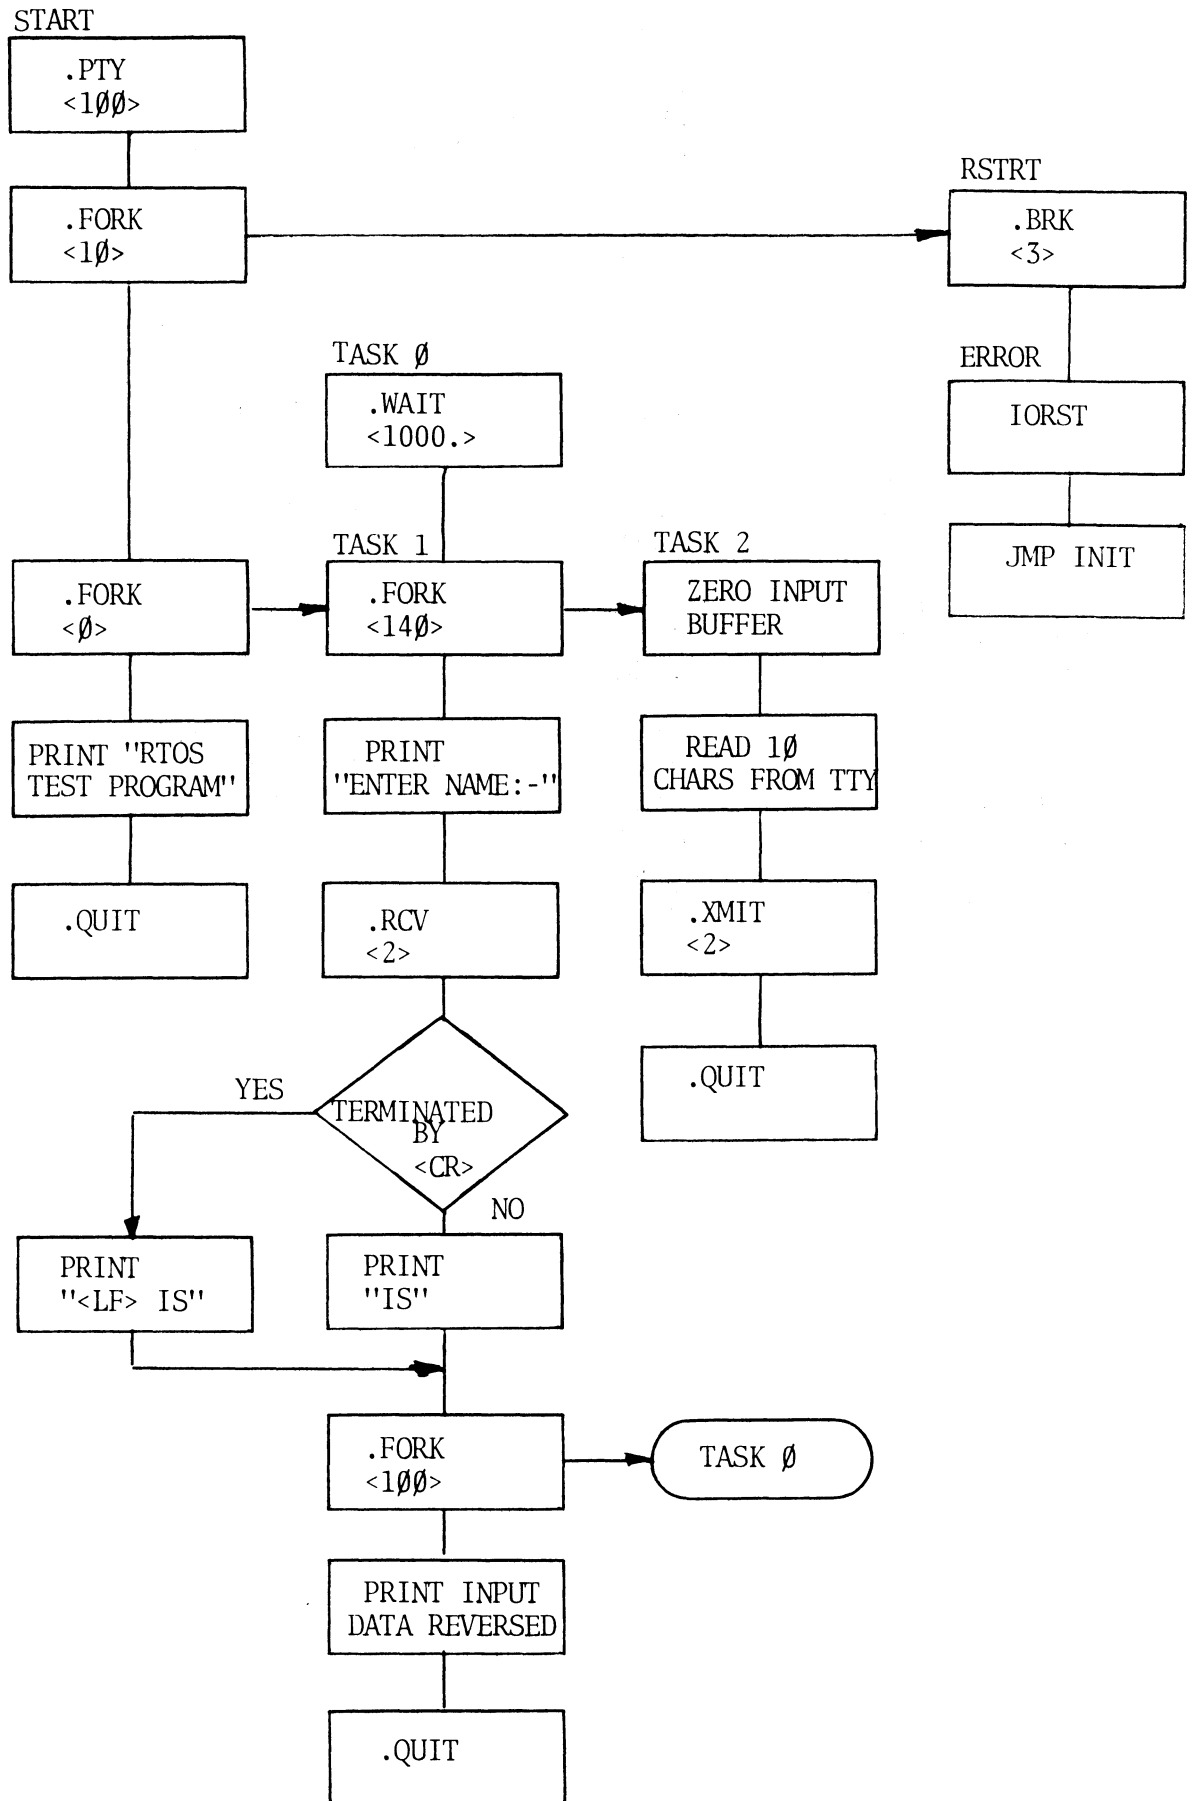 START
.PTY
<1ØØ>
.FORK
<1Ø>
RSTRT
.BRK
<3>
ERROR
IORST
JMP INIT
TASK Ø
.WAIT
<1000.>
.FORK
<Ø>
PRINT "RTOS
TEST PROGRAM"
.QUIT
TASK 1
.FORK
<14Ø>
PRINT
"ENTER NAME:-"
.RCV
<2>
TASK 2
ZERO INPUT
BUFFER
READ 1Ø
CHARS FROM TTY
.XMIT
<2>
.QUIT
YES
TERMINATED
BY
<CR>
NO
PRINT
"<LF> IS"
PRINT
"IS"
.FORK
<1ØØ>
TASK Ø
PRINT INPUT
DATA REVERSED
.QUIT